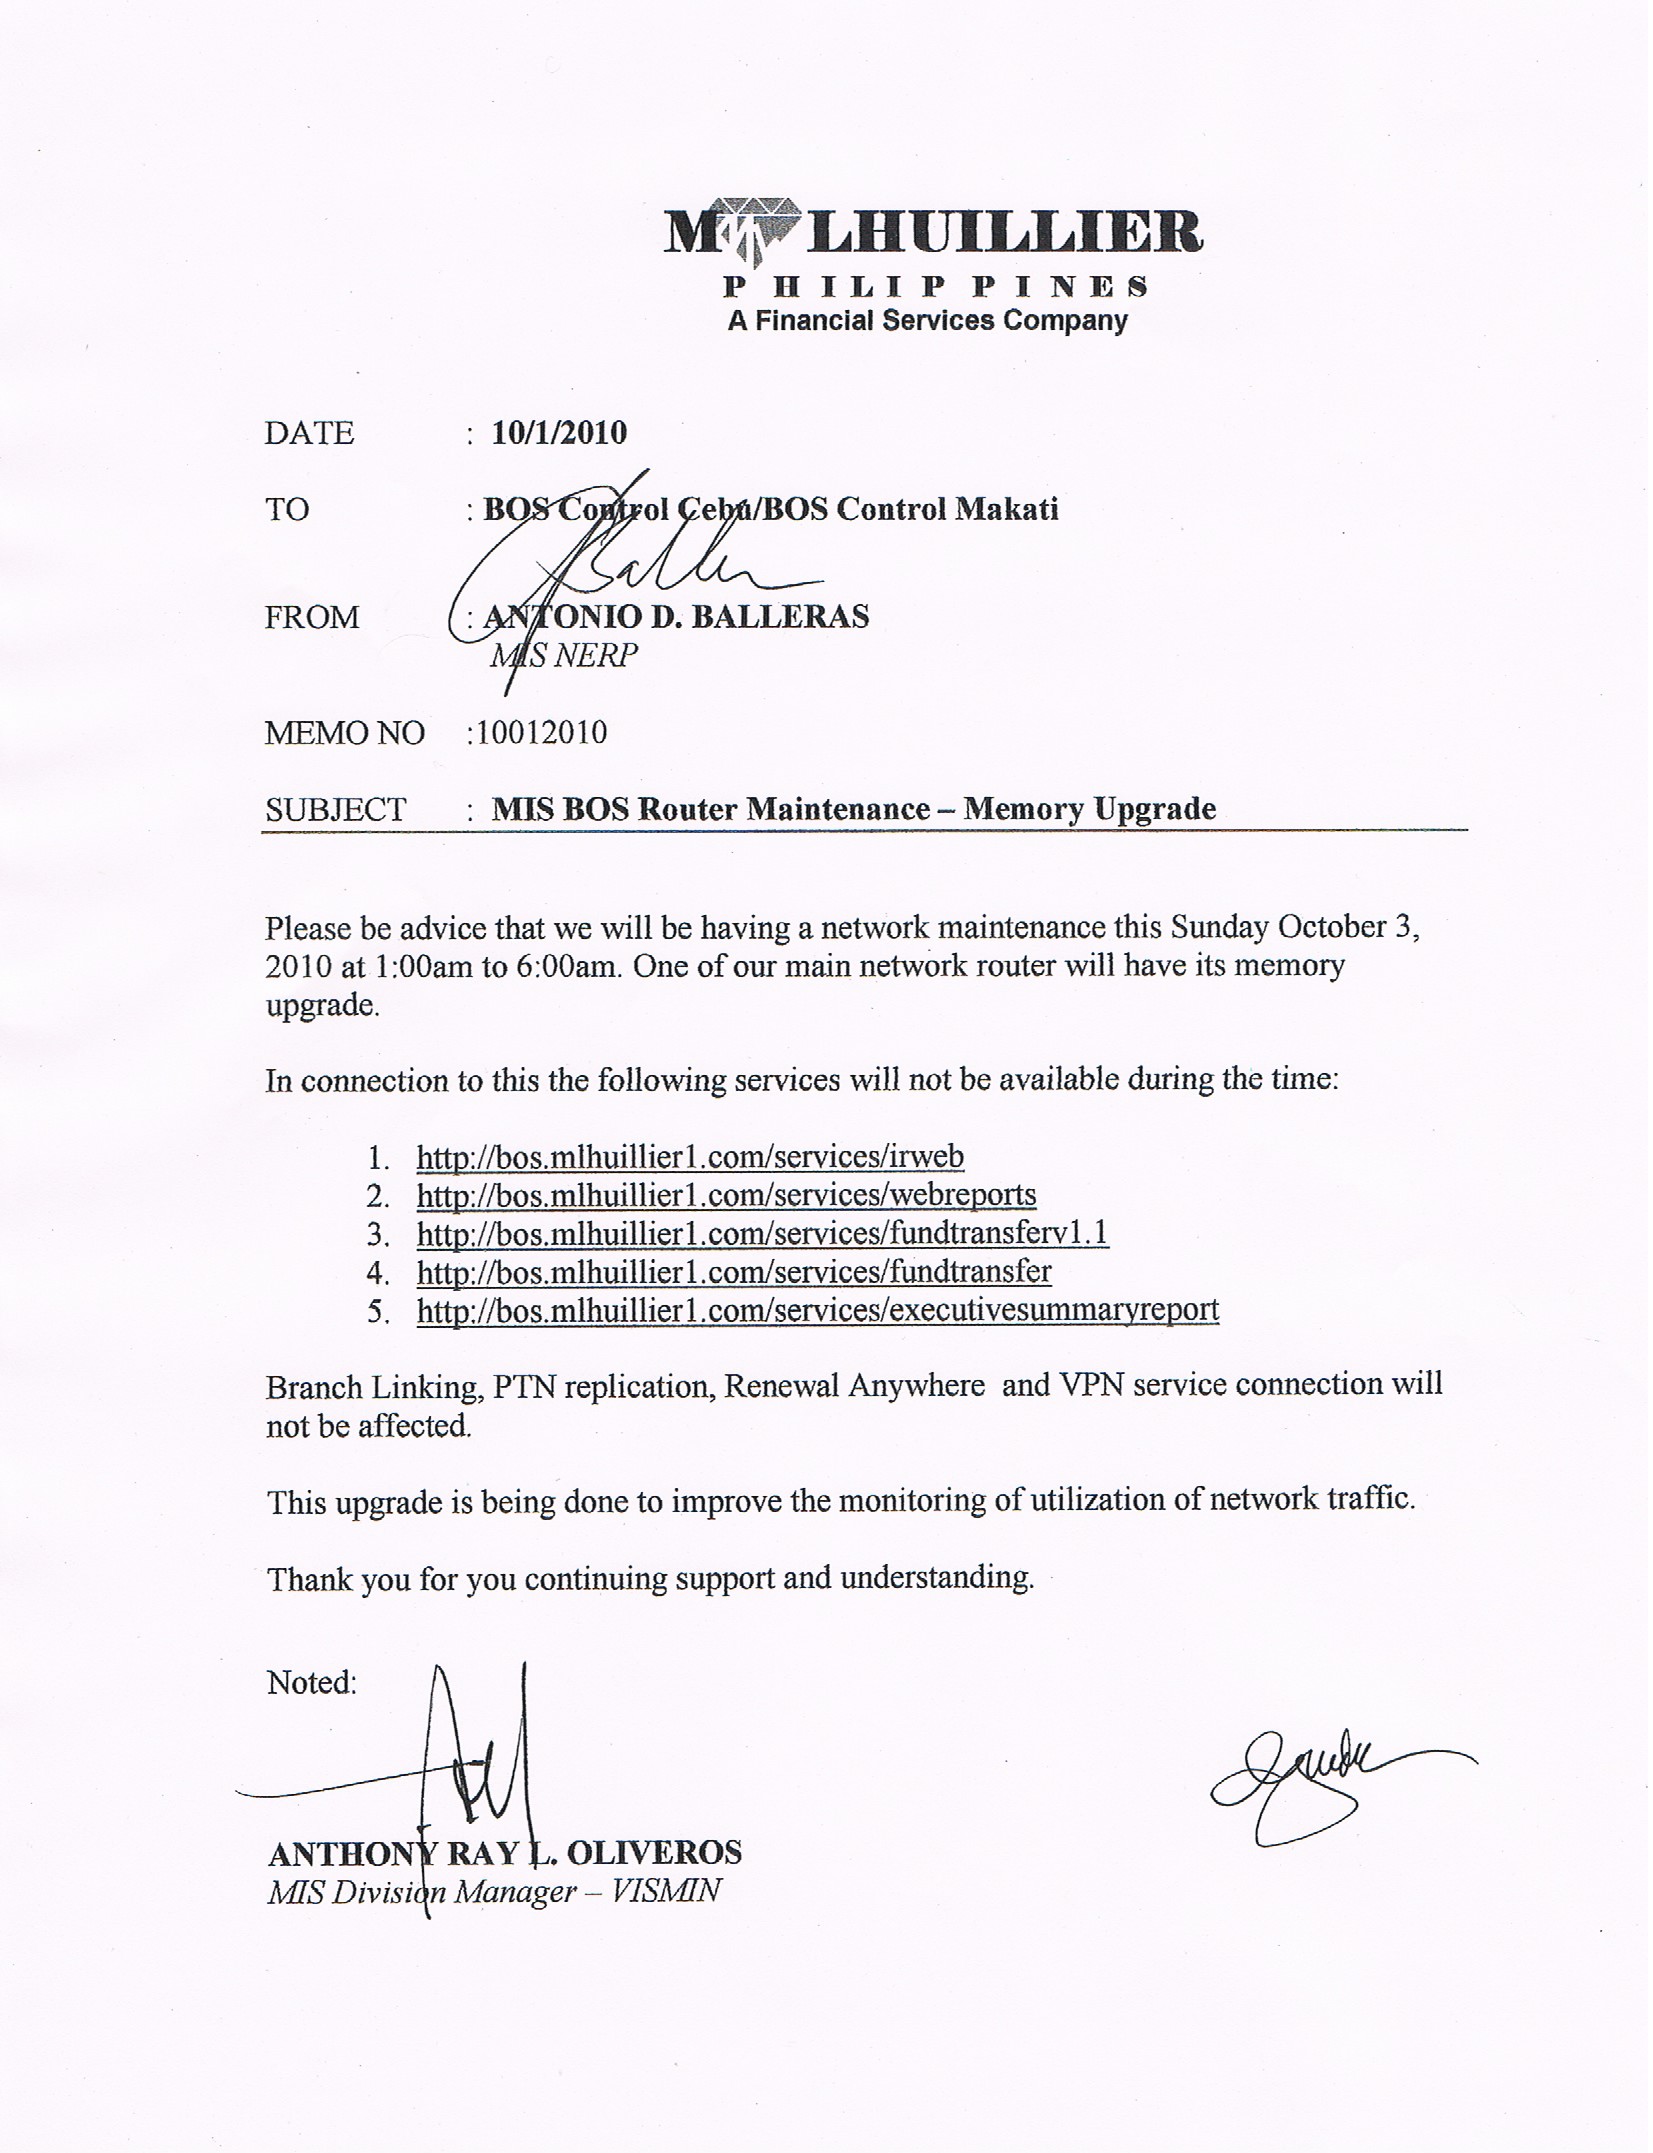 M LHUILLIER
PHILIPPINES
A Financial Services Company
DATE : 10/1/2010
TO : BOS Control Cebu/BOS Control Makati
FROM : ANTONIO D. BALLERAS
MIS NERP
MEMO NO :10012010
SUBJECT : MIS BOS Router Maintenance – Memory Upgrade
Please be advice that we will be having a network maintenance this Sunday October 3,
2010 at 1:00am to 6:00am. One of our main network router will have its memory
upgrade.
In connection to this the following services will not be available during the time:
1. http://bos.mlhuillier1.com/services/irweb
2. http://bos.mlhuillier1.com/services/webreports
3. http://bos.mlhuillier1.com/services/fundtransferv1.1
4. http://bos.mlhuillier1.com/services/fundtransfer
5. http://bos.mlhuillier1.com/services/executivesummaryreport
Branch Linking, PTN replication, Renewal Anywhere and VPN service connection will
not be affected.
This upgrade is being done to improve the monitoring of utilization of network traffic.
Thank you for you continuing support and understanding.
Noted:
ANTHONY RAY L. OLIVEROS
MIS Division Manager – VISMIN